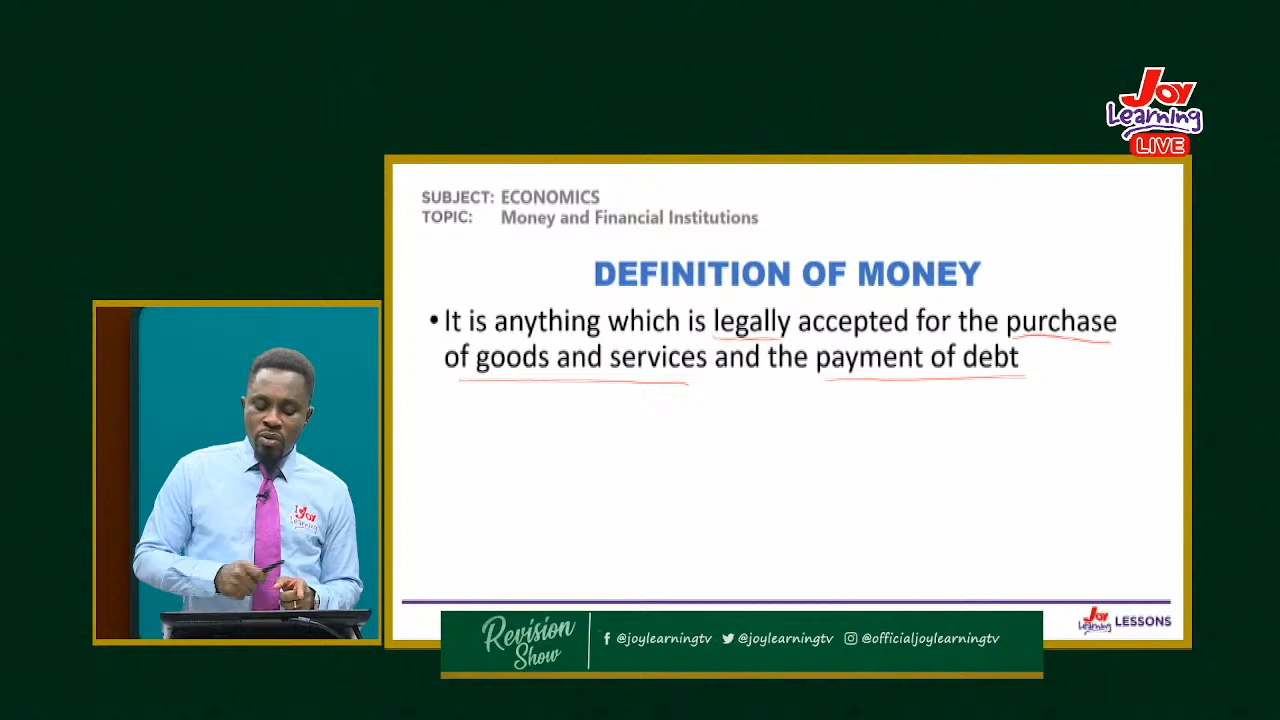 Joy
Learning
LIVE
SUBJECT: ECONOMICS
TOPIC: Money and Financial Institutions
DEFINITION OF MONEY
• It is anything which is legally accepted for the purchase
of goods and services and the payment of debt
I
Joy
Learning
Joy
Learning LESSONS
Revision
Show
@joylearningtv @joylearningtv @officialjoylearningtv